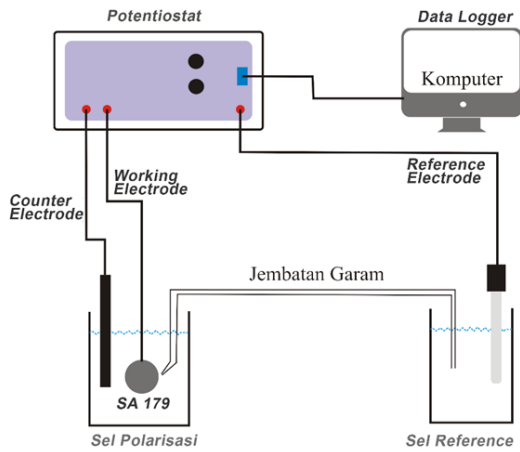 Potentiostat
Data Logger
Komputer
Working
Electrode
Reference
Electrode
Counter
Electrode
Jembatan Garam
SA 179
Sel Polarisasi
Sel Reference